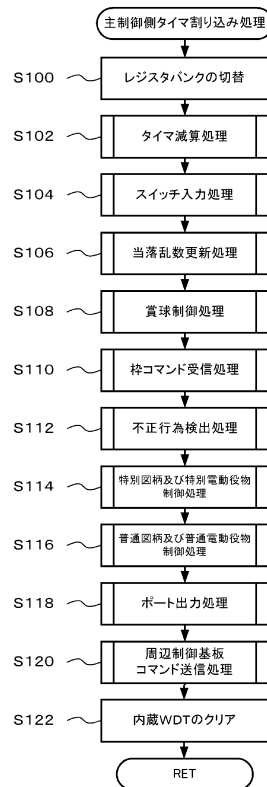 主制御側タイマ割り込み処理
S100
レジスタバンクの切替
S102
タイマ減算処理
S104
スイッチ入力処理
S106
当落乱数更新処理
S108
賞球制御処理
S110
枠コマンド受信処理
S112
不正行為検出処理
S114
特別図柄及び特別電動役物
制御処理
S116
普通図柄及び普通電動役物
制御処理
S118
ポート出力処理
S120
周辺制御基板
コマンド送信処理
S122
内蔵WDTのクリア
RET